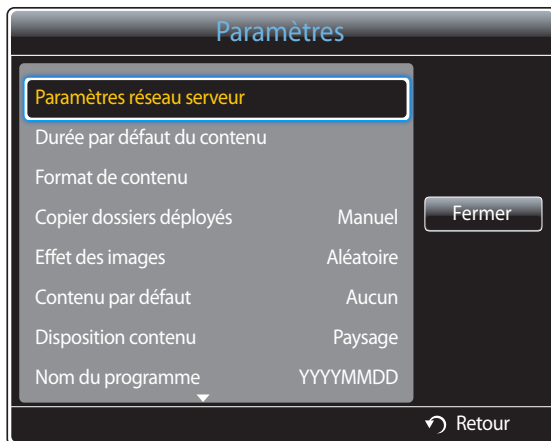 Paramètres
Paramètres réseau serveur
Durée par défaut du contenu
Format de contenu
Copier dossiers déployés Manuel
Effet des images Aléatoire
Contenu par défaut Aucun
Disposition contenu Paysage
Nom du programme YYYYMMDD
Fermer
Retour